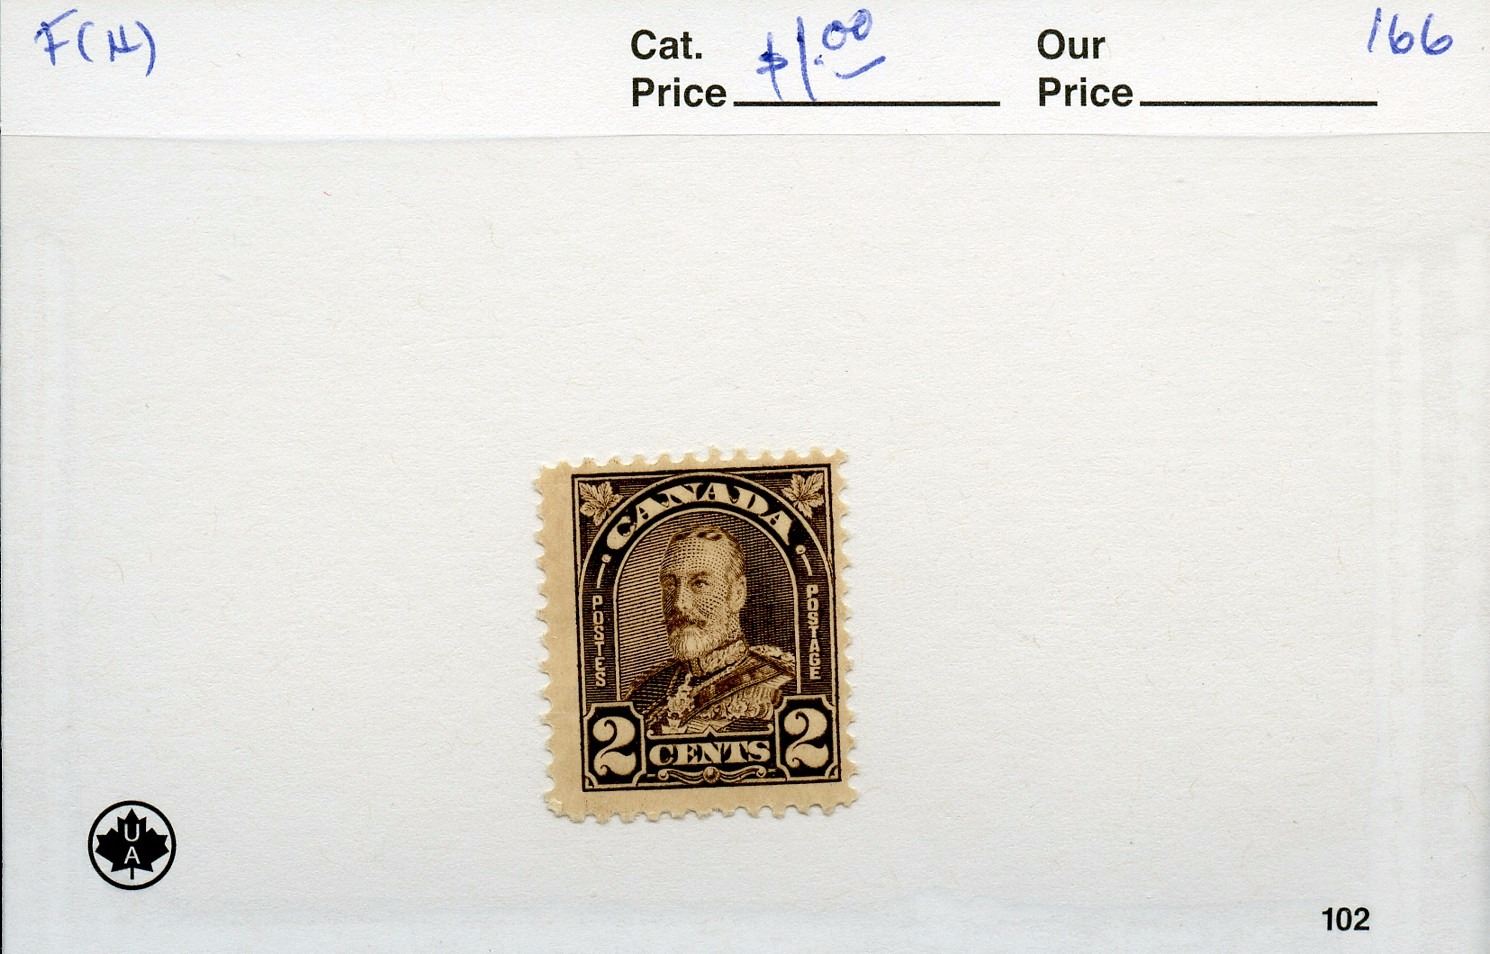 F(H)
Cat.
Price $1.00
Our
Price
166
CANADA
POSTES
POSTAGE
2 CENTS 2
U
A
102